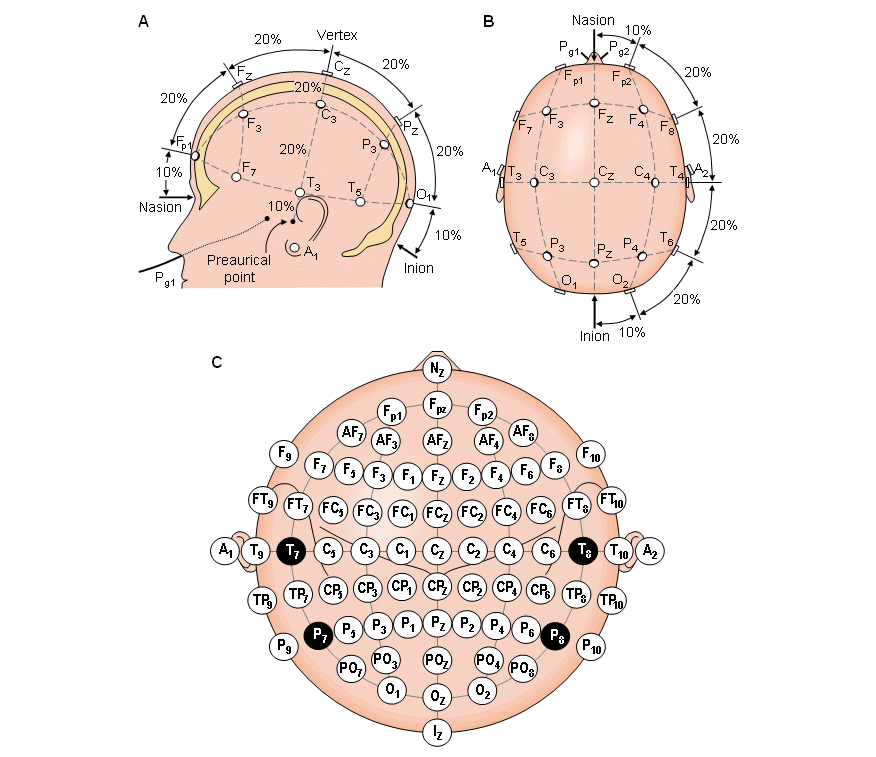 A
B
Vertex
20%
20%
Fz
Cz
20%
20%
Fp1
F3
C3
Pz
P3
20%
20%
10%
F7
T3
T5
O1
Nasion
10%
10%
Preaurical
point
A1
Inion
Pg1
Nasion
10%
Pg1
Pg2
20%
Fp1
Fp2
F7
F3
Fz
F4
F8
20%
A1
T3
C3
Cz
C4
T4
A2
20%
T5
P3
Pz
P4
T6
O1
O2
20%
10%
Inion
C
Nz
Fp1
Fpz
Fp2
AF7
AF3
AFz
AF4
AF8
F9
F7
F5
F3
F1
Fz
F2
F4
F6
F8
F10
FT9
FT7
FC5
FC3
FC1
FCz
FC2
FC4
FC6
FT8
FT10
A1
T9
T7
C5
C3
C1
Cz
C2
C4
C6
T8
T10
A2
TP9
TP7
CP5
CP3
CP1
CPz
CP2
CP4
CP6
TP8
TP10
P9
P7
P5
P3
P1
Pz
P2
P4
P6
P8
P10
PO7
PO3
POz
PO4
PO8
O1
Oz
O2
Iz